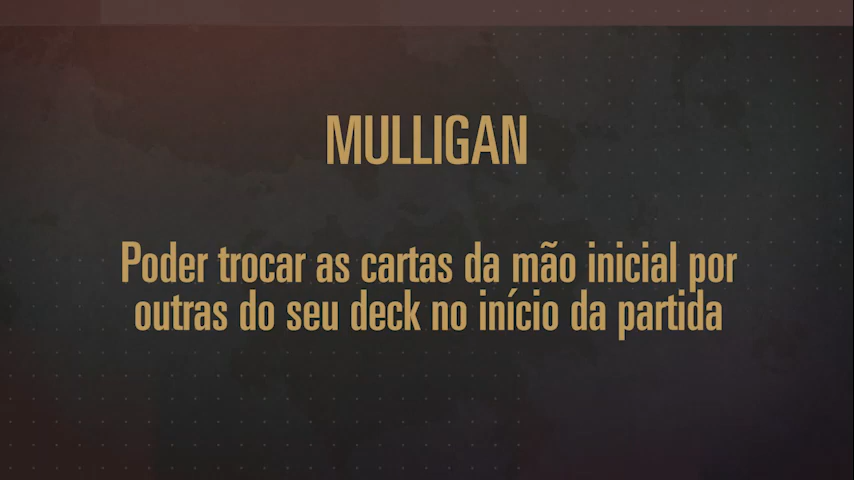 MULLIGAN
Poder trocar as cartas da mão inicial por
outras do seu deck no início da partida